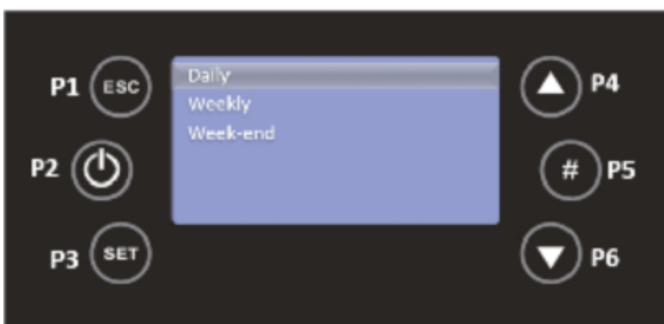 P1 ESC
Daily
Weekly
Week-end
P4
P2
# P5
P3 SET
P6